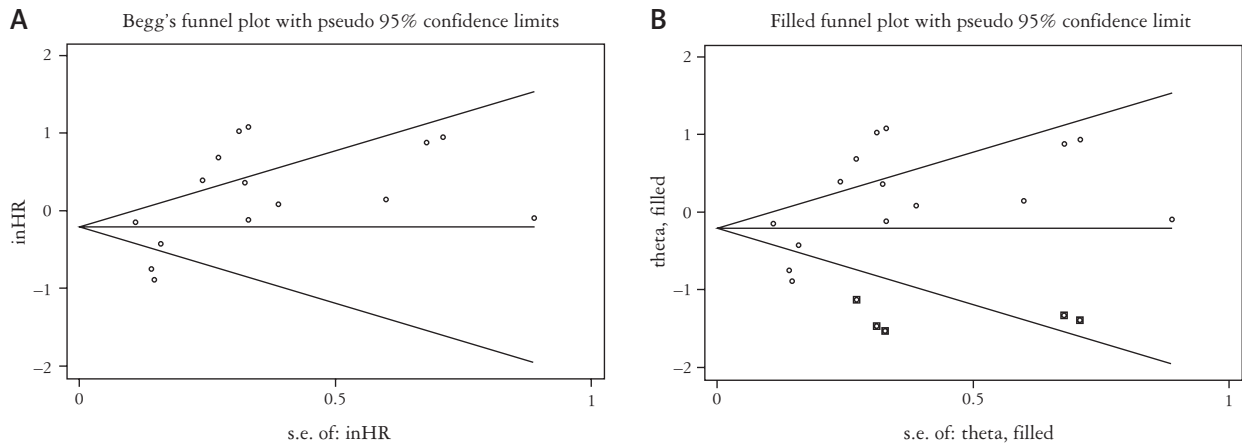 A
Begg's funnel plot with pseudo 95% confidence limits
2
1
0
–1
–2
inHR
0
0.5
1
s.e. of: inHR
B
Filled funnel plot with pseudo 95% confidence limit
2
1
0
–1
–2
theta, filled
0
0.5
1
s.e. of: theta, filled